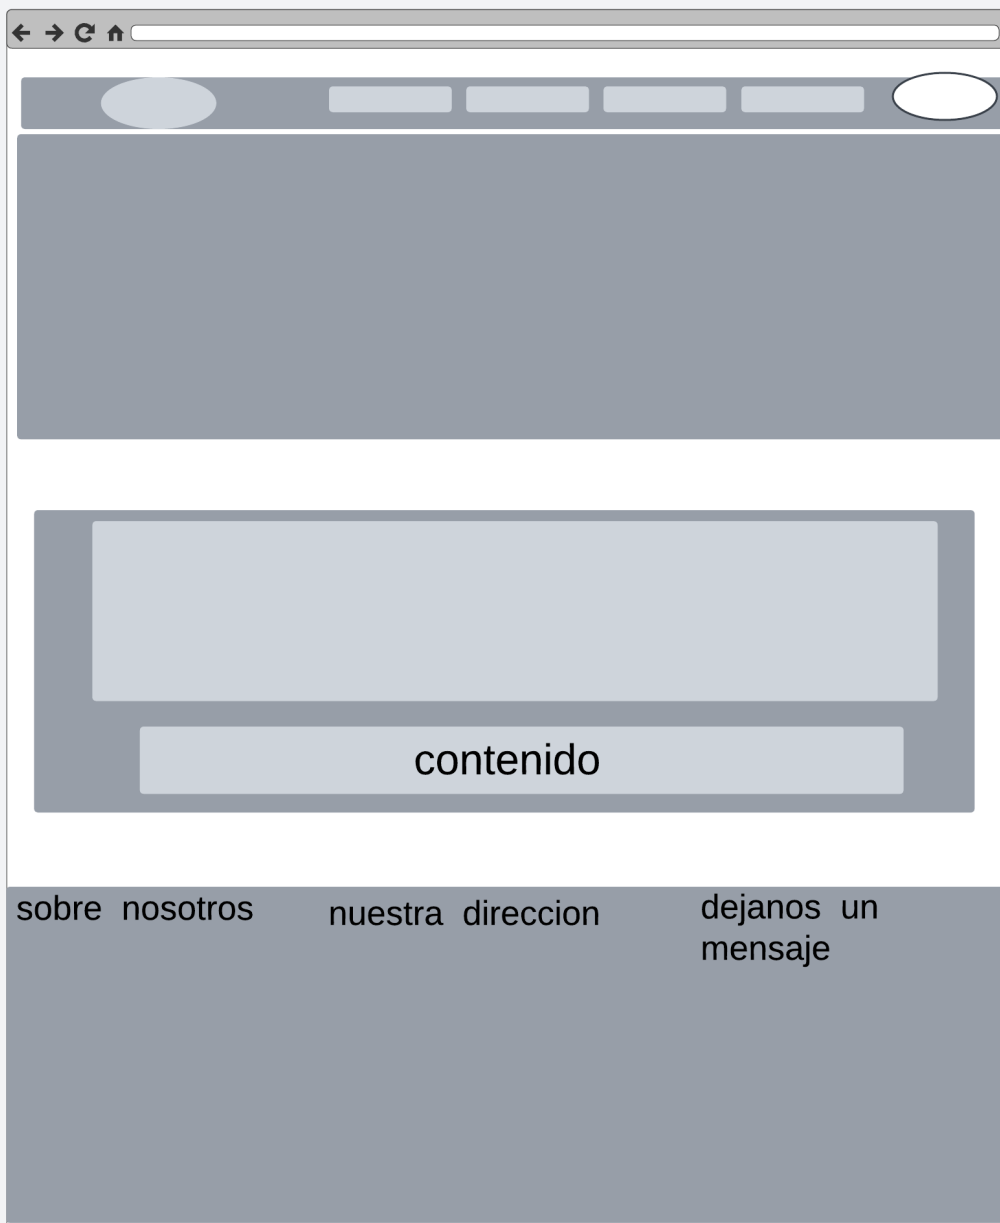 contenido
sobre nosotros
nuestra direccion
dejanos un
mensaje